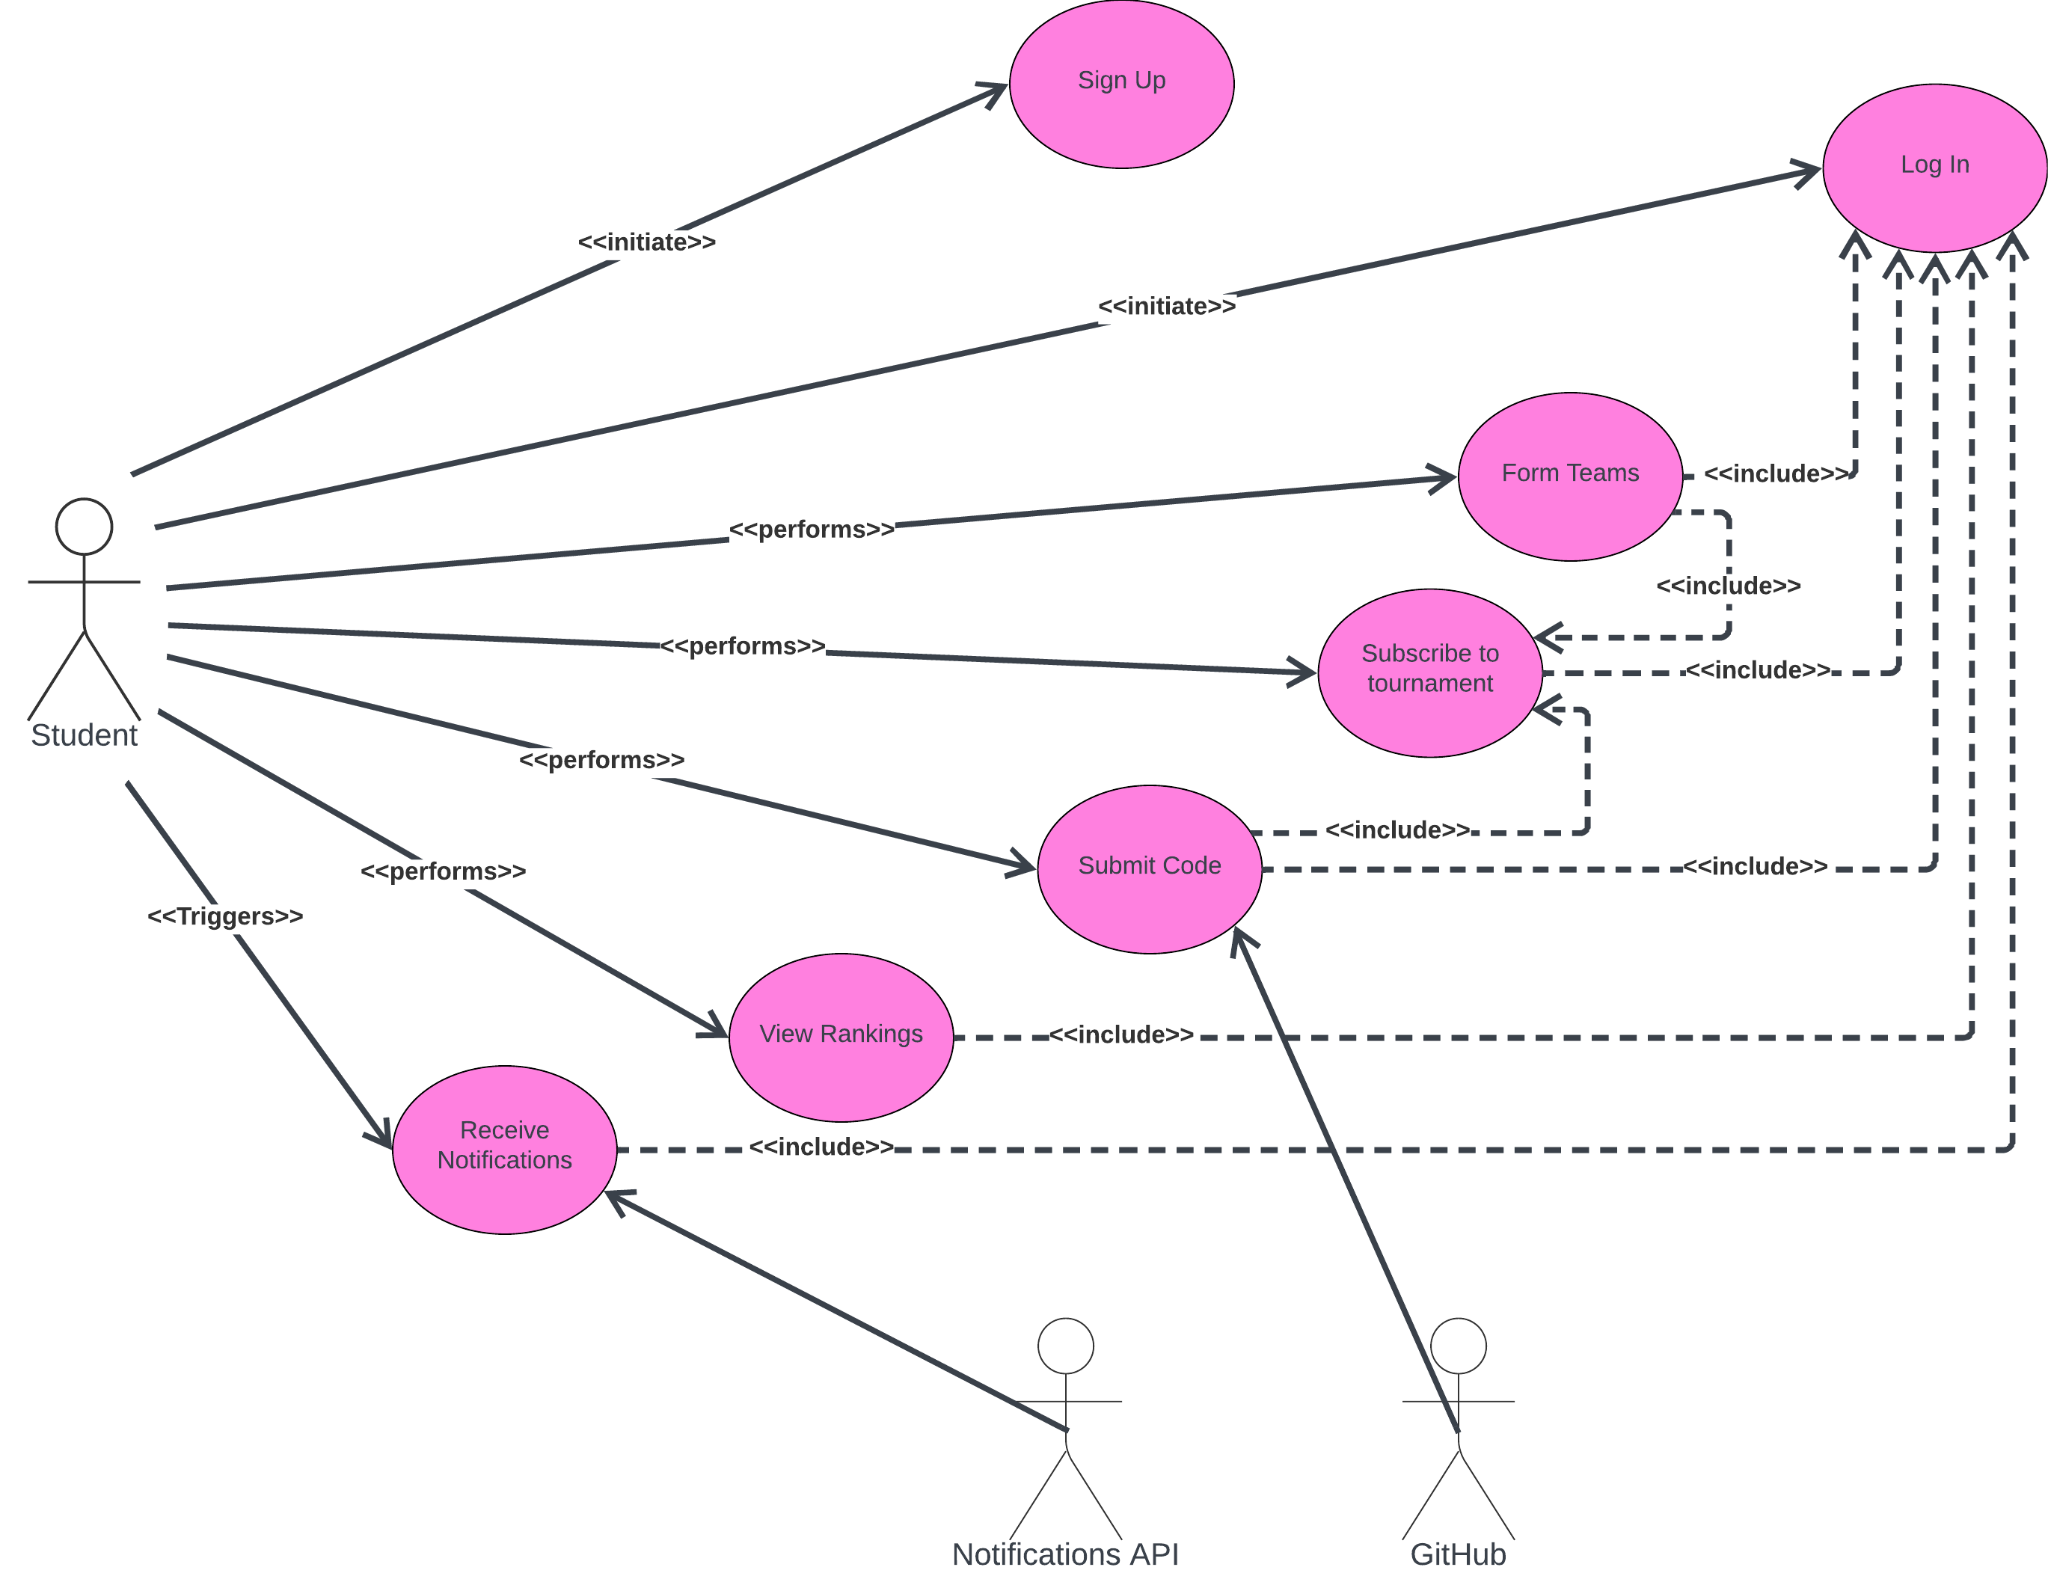 Sign Up
Log In
<<initiate>>
<<initiate>>
Form Teams
<<include>>
<<performs>>
<<include>>
<<performs>>
Subscribe to
tournament
<<include>>
Student
<<performs>>
<<include>>
Submit Code
<<include>>
<<performs>>
<<Triggers>>
View Rankings
<<include>>
Receive
Notifications
<<include>>
Notifications API
GitHub